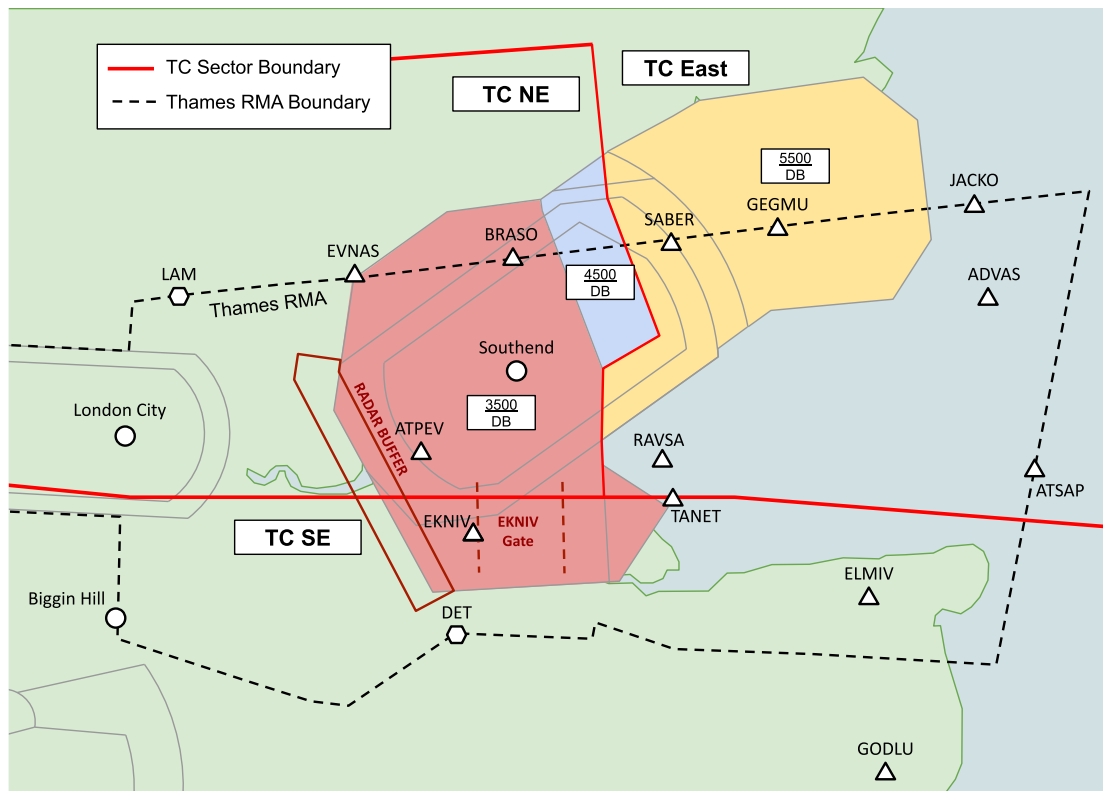 TC Sector Boundary
Thames RMA Boundary
TC NE
TC East
5500
DB
JACKO
GEGMU
SABER
BRASO
EVNAS
LAM
4500
DB
ADVAS
Thames RMA
Southend
RADAR BUFFER
London City
3500
DB
ATPEV
RAVSA
ATSAP
TANET
EKNIV
EKNIV
Gate
TC SE
ELMIV
Biggin Hill
DET
GODLU